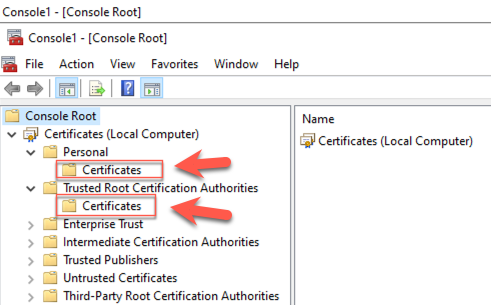 Console1 - [Console Root]
Console1 - [Console Root]
File Action View Favorites Window Help
Console Root
Certificates (Local Computer)
Personal
Certificates
Trusted Root Certification Authorities
Certificates
Enterprise Trust
Intermediate Certification Authorities
Trusted Publishers
Untrusted Certificates
Third-Party Root Certification Authorities
Name
Certificates (Local Computer)